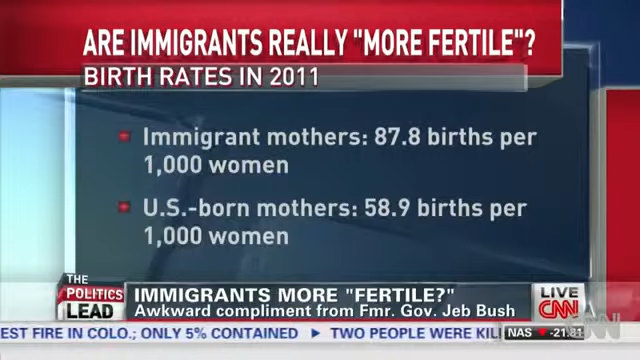 ARE IMMIGRANTS REALLY "MORE FERTILE"?
BIRTH RATES IN 2011
Immigrant mothers: 87.8 births per
1,000 women
U.S.-born mothers: 58.9 births per
1,000 women
THE
POLITICS
LEAD
IMMIGRANTS MORE "FERTILE?"
Awkward compliment from Fmr. Gov. Jeb Bush
LIVE
CNN
EST FIRE IN COLO.; ONLY 5% CONTAINED TWO PEOPLE WERE KIL
NAS -21.81
CNN